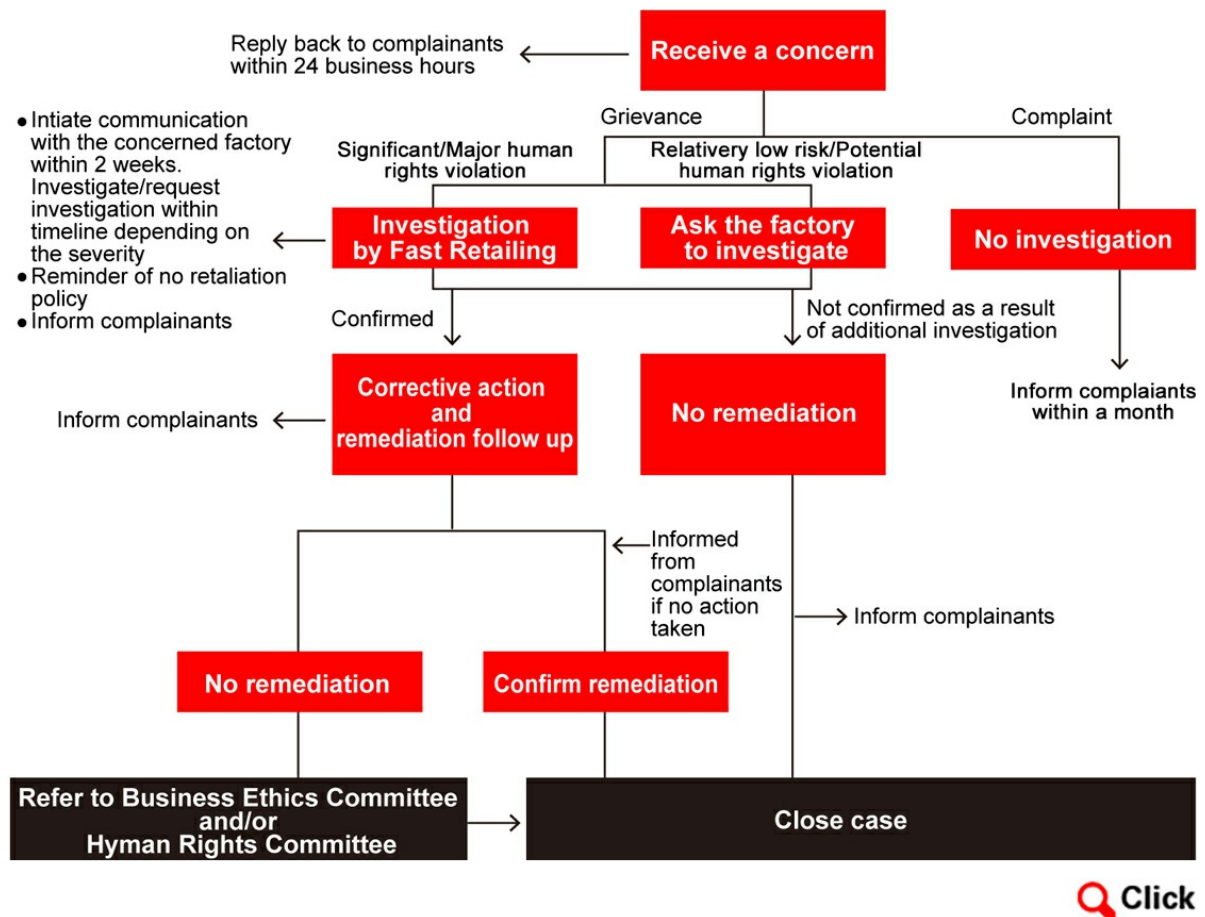 Reply back to complainants
within 24 business hours
Receive a concern
Grievance
Complaint
● Intiate communication
with the concerned factory
within 2 weeks.
Investigate/request
investigation within
timeline depending on
the severity
● Reminder of no retaliation
policy
● Inform complainants
Significant/Major human
rights violation
Relativery low risk/Potential
human rights violation
Investigation
by Fast Retailing
Ask the factory
to investigate
No investigation
Confirmed
Not confirmed as a result
of additional investigation
Inform complaiants
within a month
Inform complainants
Corrective action
and
remediation follow up
No remediation
Informed
from
complainants
if no action
taken
Inform complainants
No remediation
Confirm remediation
Refer to Business Ethics Committee
and/or
Hyman Rights Committee
Close case
Click